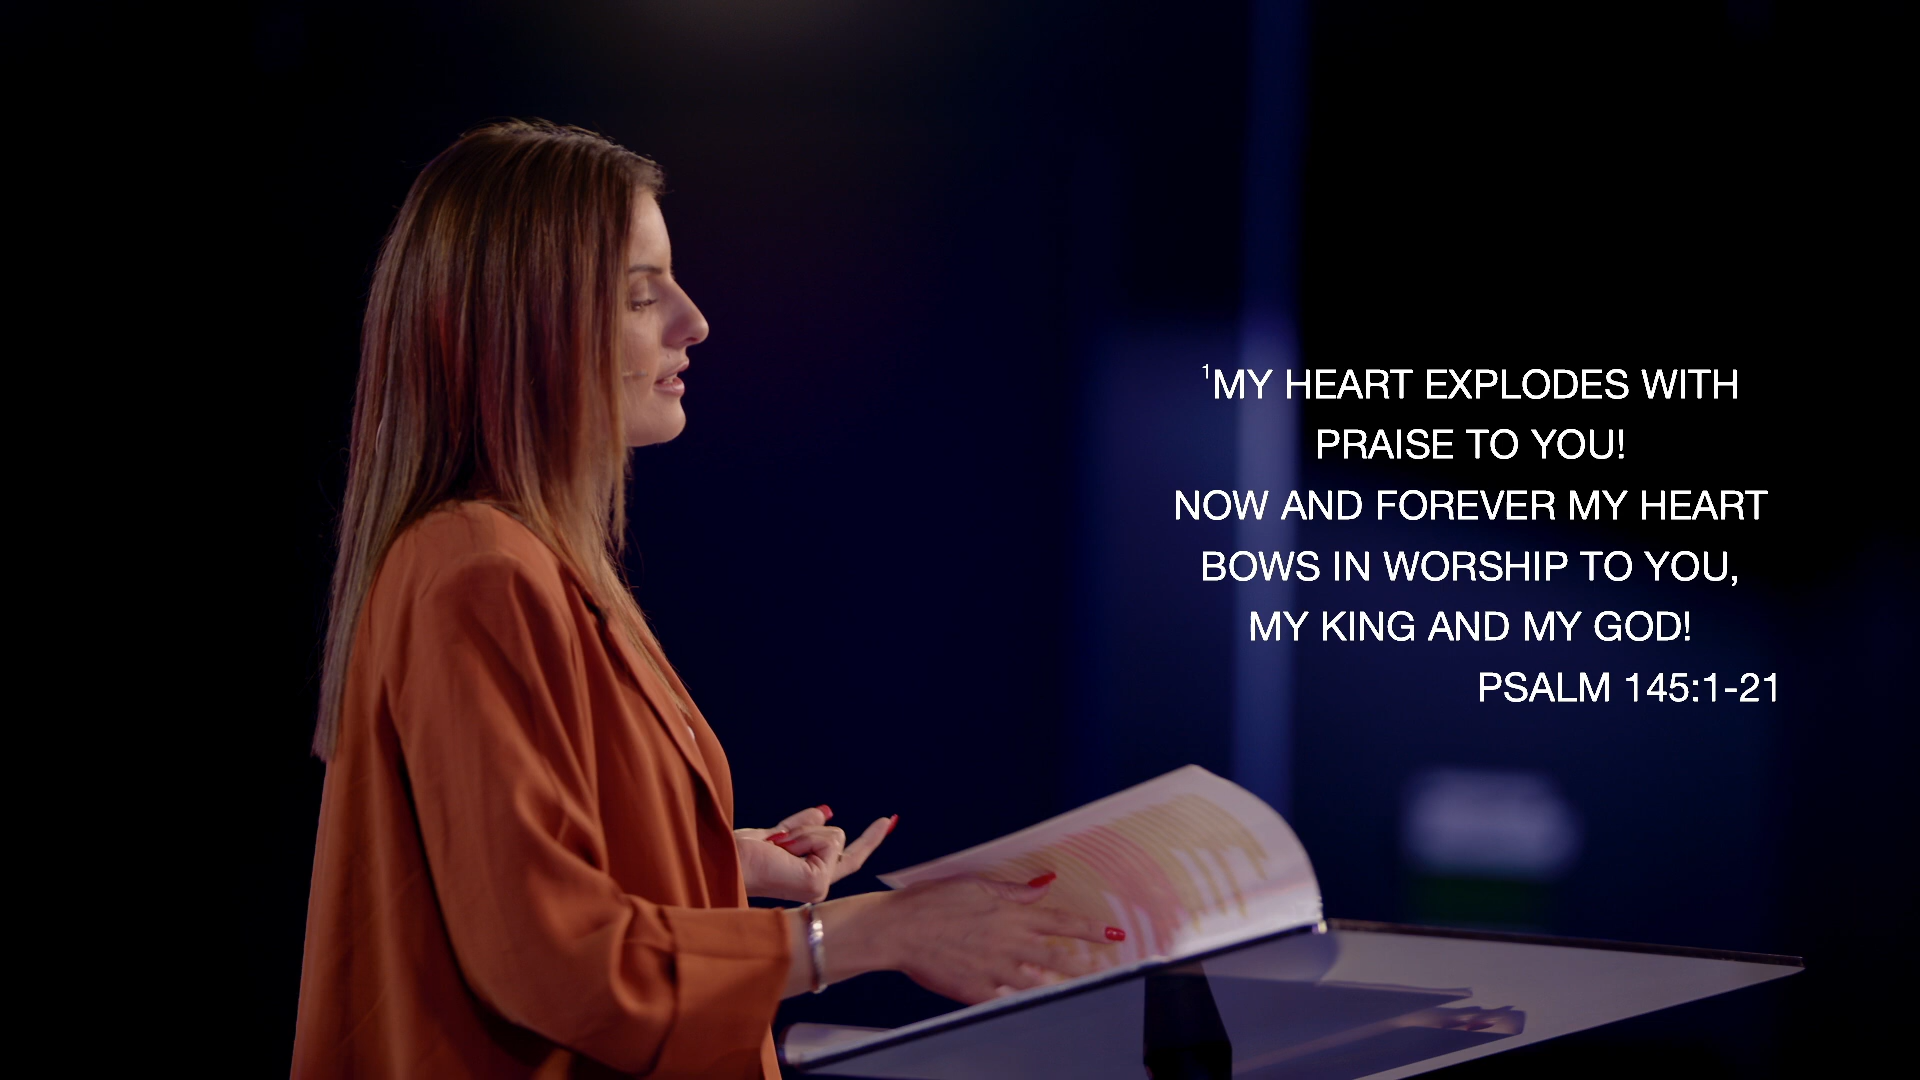 ¹MY HEART EXPLODES WITH
PRAISE TO YOU!
NOW AND FOREVER MY HEART
BOWS IN WORSHIP TO YOU,
MY KING AND MY GOD!
PSALM 145:1-21